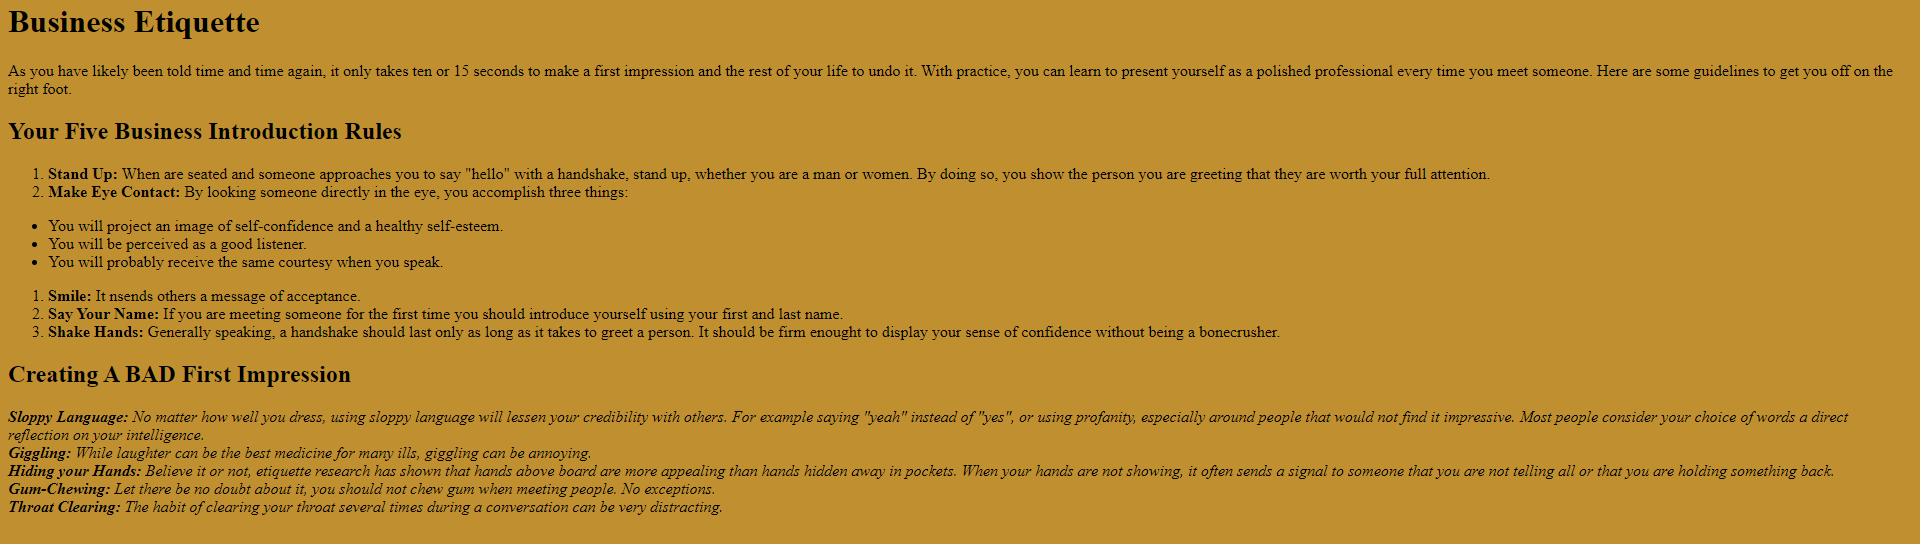 Business Etiquette
As you have likely been told time and time again, it only takes ten or 15 seconds to make a first impression and the rest of your life to undo it. With practice, you can learn to present yourself as a polished professional every time you meet someone. Here are some guidelines to get you off on the
right foot.
Your Five Business Introduction Rules
1. Stand Up: When are seated and someone approaches you to say "hello" with a handshake, stand up, whether you are a man or women. By doing so, you show the person you are greeting that they are worth your full attention.
2. Make Eye Contact: By looking someone directly in the eye, you accomplish three things:
• You will project an image of self-confidence and a healthy self-esteem.
• You will be perceived as a good listener.
• You will probably receive the same courtesy when you speak.
1. Smile: It nsends others a message of acceptance.
2. Say Your Name: If you are meeting someone for the first time you should introduce yourself using your first and last name.
3. Shake Hands: Generally speaking, a handshake should last only as long as it takes to greet a person. It should be firm enought to display your sense of confidence without being a bonecrusher.
Creating A BAD First Impression
Sloppy Language: No matter how well you dress, using sloppy language will lessen your credibility with others. For example saying "yeah" instead of "yes", or using profanity, especially around people that would not find it impressive. Most people consider your choice of words a direct
reflection on your intelligence.
Giggling: While laughter can be the best medicine for many ills, giggling can be annoying.
Hiding your Hands: Believe it or not, etiquette research has shown that hands above board are more appealing than hands hidden away in pockets. When your hands are not showing, it often sends a signal to someone that you are not telling all or that you are holding something back.
Gum-Chewing: Let there be no doubt about it, you should not chew gum when meeting people. No exceptions.
Throat Clearing: The habit of clearing your throat several times during a conversation can be very distracting.